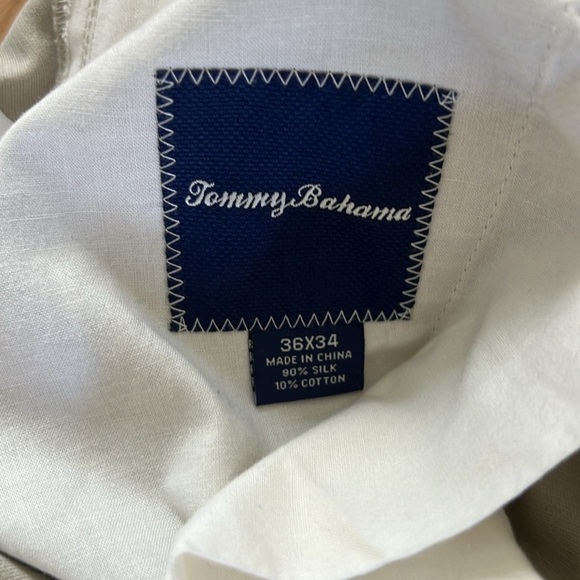 Tommy Bahama
36X34
MADE IN CHINA
90% SILK
10% COTTON